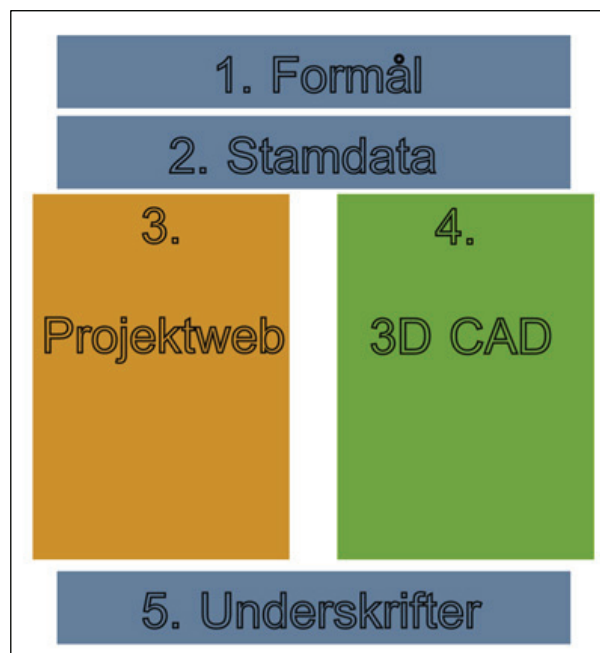 1. Formål
2. Stamdata
3.
Projektweb
4.
3D CAD
5. Underskrifter